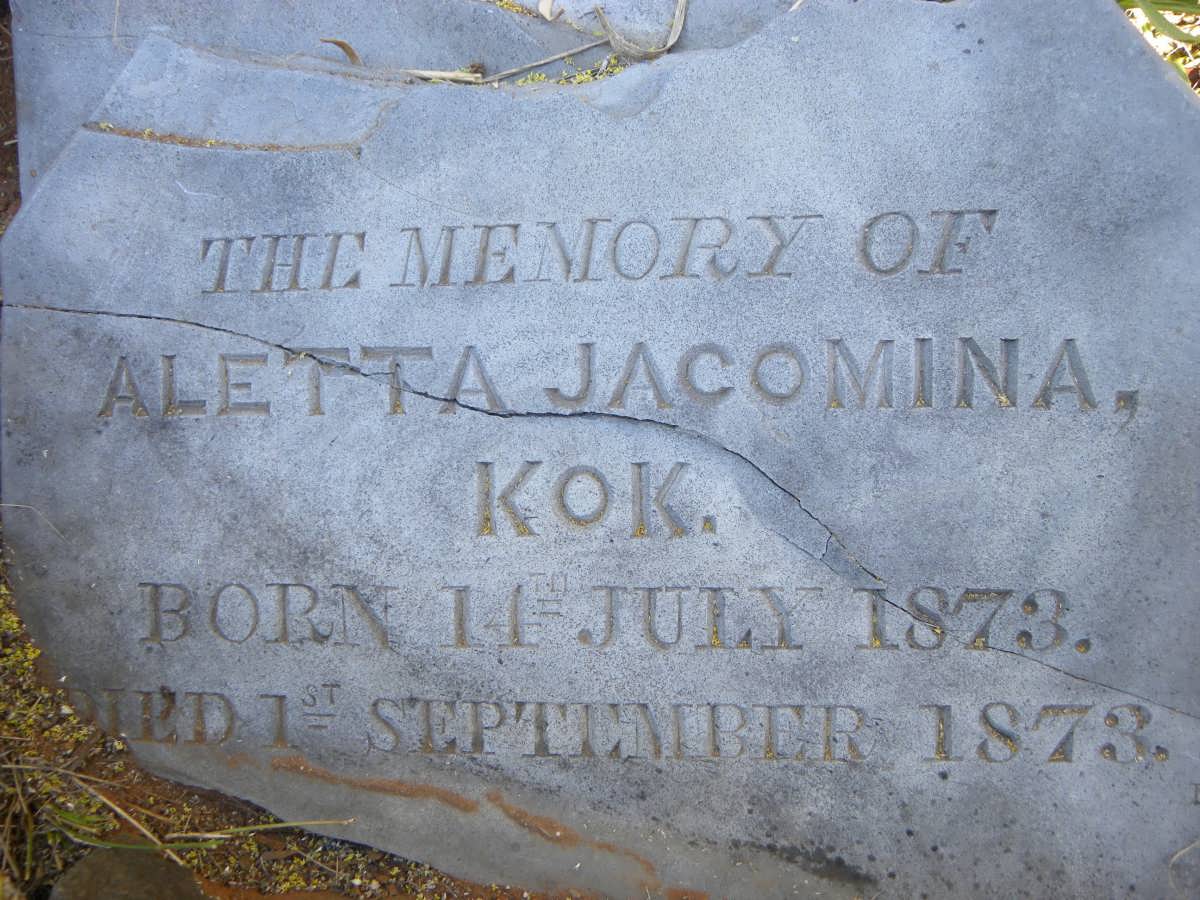 THE MEMORY OF
ALETTA JACOMINA,
KOK.
BORN 14TH JULY 1873.
DIED 1ST SEPTEMBER 1873.